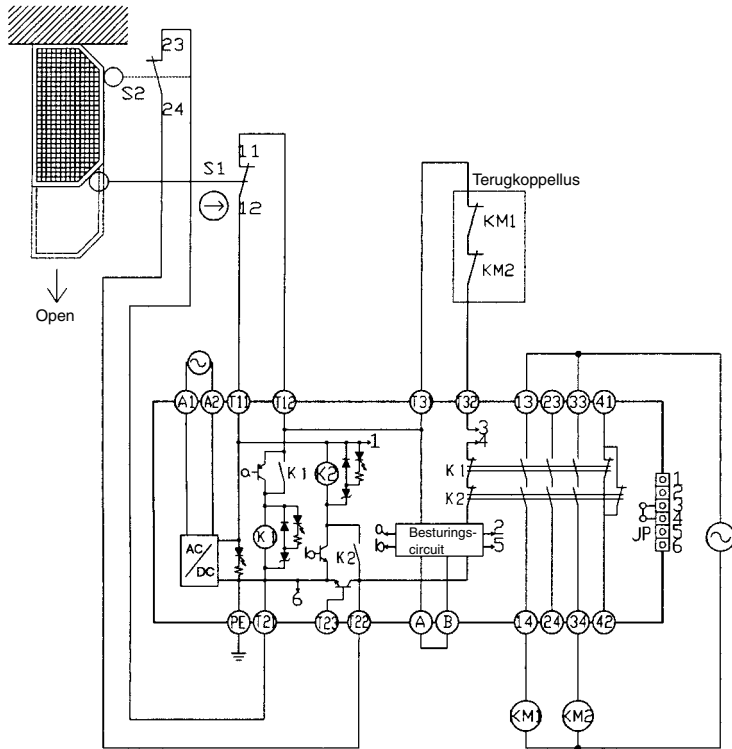 23
S2
24
11
S1
12
Terugkoppellus
KM1
KM2
Open
A1 A2 T11 T12 T31 T32 13 23 33 41
1
3
4
a K1 K2
K1
K2
1
2
3
4
5
6
JP
K1
K2
a
b
Besturings-
circuit
2
5
AC/DC
b
6
PE T21 T23 T22 A B 14 24 34 42
KM1 KM2